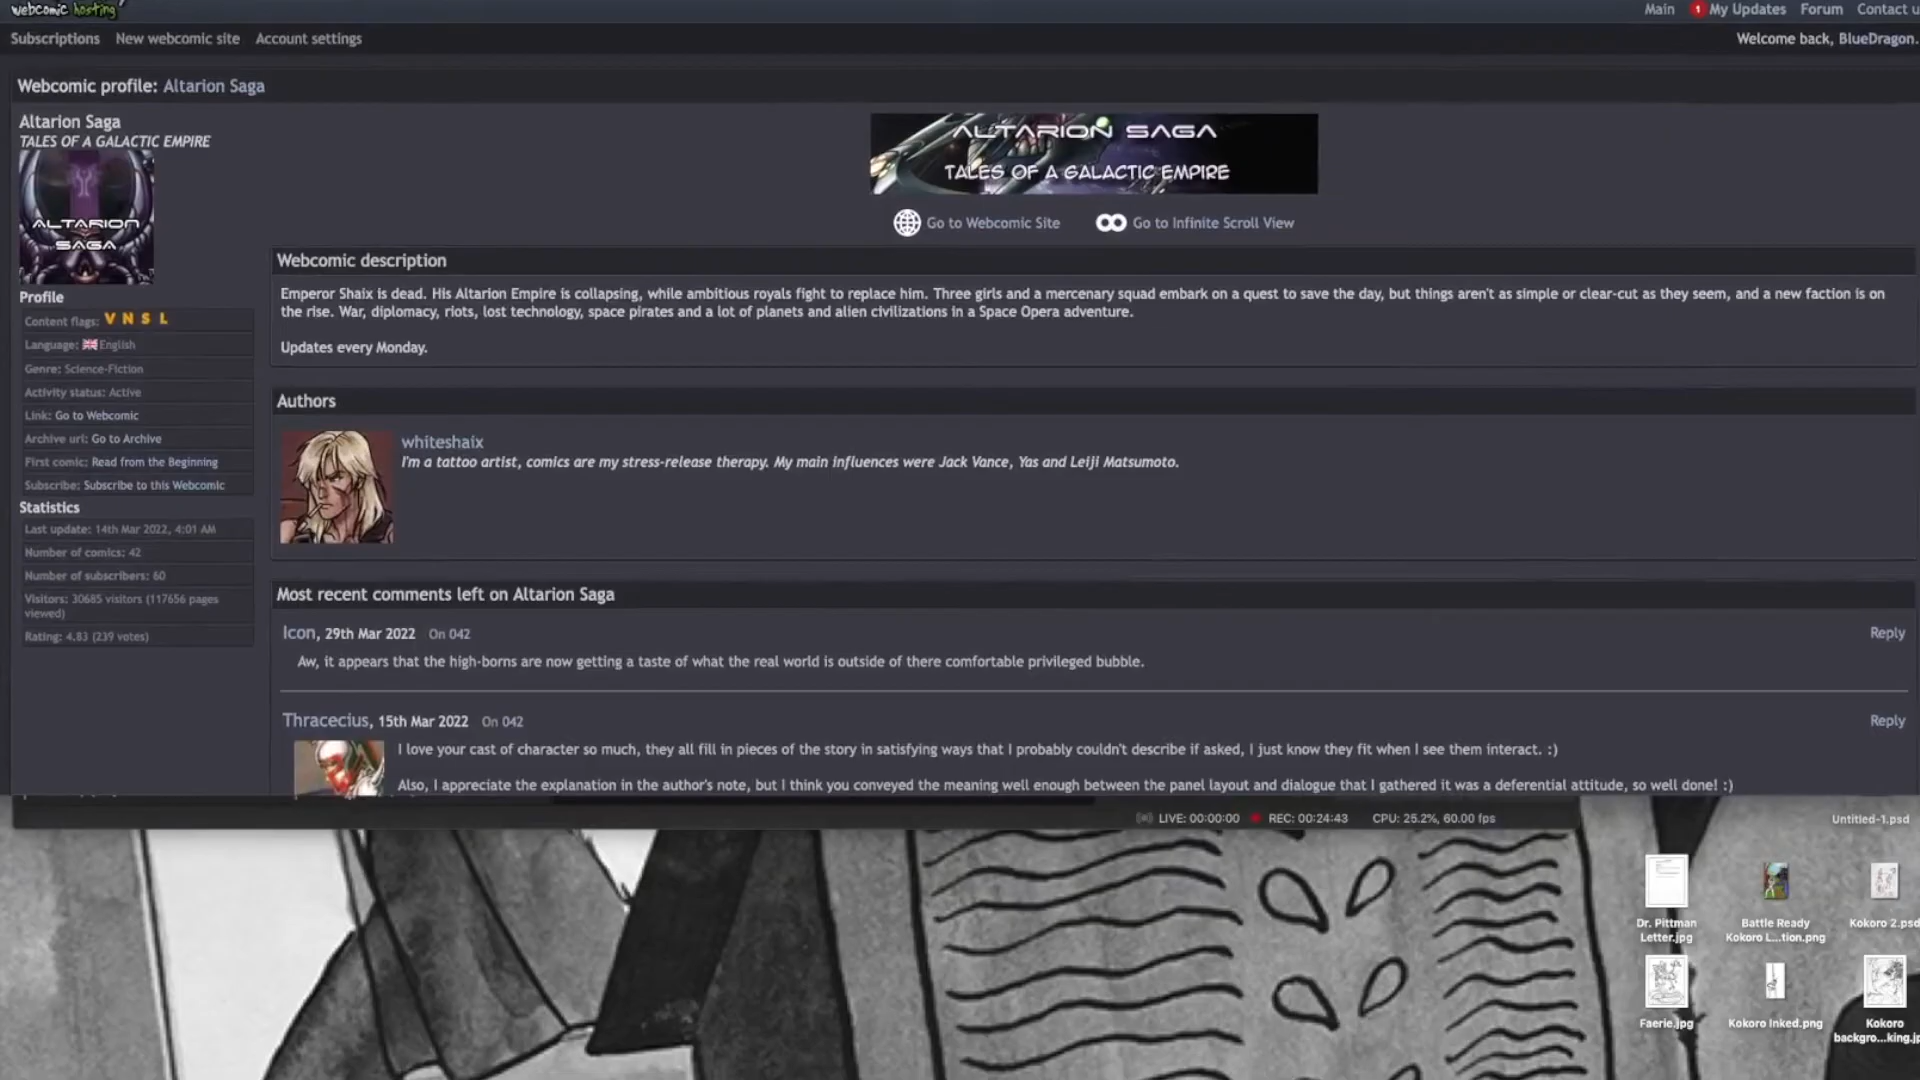 webcomic hosting
Main 1 My Updates Forum Contact u
Subscriptions New webcomic site Account settings
Welcome back, BlueDragon.
Webcomic profile: Altarion Saga
Altarion Saga
TALES OF A GALACTIC EMPIRE
ALTARION
SAGA
ALTARION SAGA
TALES OF A GALACTIC EMPIRE
Go to Webcomic Site Go to Infinite Scroll View
Profile
Content flags: V N S L
Language: English
Genre: Science-Fiction
Activity status: Active
Link: Go to Webcomic
Archive url: Go to Archive
First comic: Read from the Beginning
Subscribe: Subscribe to this Webcomic
Statistics
Last update: 14th Mar 2022, 4:01 AM
Number of comics: 42
Number of subscribers: 60
Visitors: 30685 visitors (117656 pages
viewed)
Rating: 4.83 (239 votes)
Webcomic description
Emperor Shaix is dead. His Altarion Empire is collapsing, while ambitious royals fight to replace him. Three girls and a mercenary squad embark on a quest to save the day, but things aren't as simple or clear-cut as they seem, and a new faction is on
the rise. War, diplomacy, riots, lost technology, space pirates and a lot of planets and alien civilizations in a Space Opera adventure.
Updates every Monday.
Authors
whiteshaix
I'm a tattoo artist, comics are my stress-release therapy. My main influences were Jack Vance, Yas and Leiji Matsumoto.
Most recent comments left on Altarion Saga
Icon, 29th Mar 2022 On 042
Reply
Aw, it appears that the high-borns are now getting a taste of what the real world is outside of there comfortable privileged bubble.
Thracecius, 15th Mar 2022 On 042
Reply
I love your cast of character so much, they all fill in pieces of the story in satisfying ways that I probably couldn't describe if asked, I just know they fit when I see them interact. :)
Also, I appreciate the explanation in the author's note, but I think you conveyed the meaning well enough between the panel layout and dialogue that I gathered it was a deferential attitude, so well done! :)
LIVE: 00:00:00 REC: 00:24:43 CPU: 25.2%, 60.00 fps
Untitled-1.psd
Dr. Pittman
Letter.jpg
Battle Ready
Kokoro L...tion.png
Kokoro 2.psd
Faerie.jpg
Kokoro Inked.png
Kokoro
backgro...king.jp